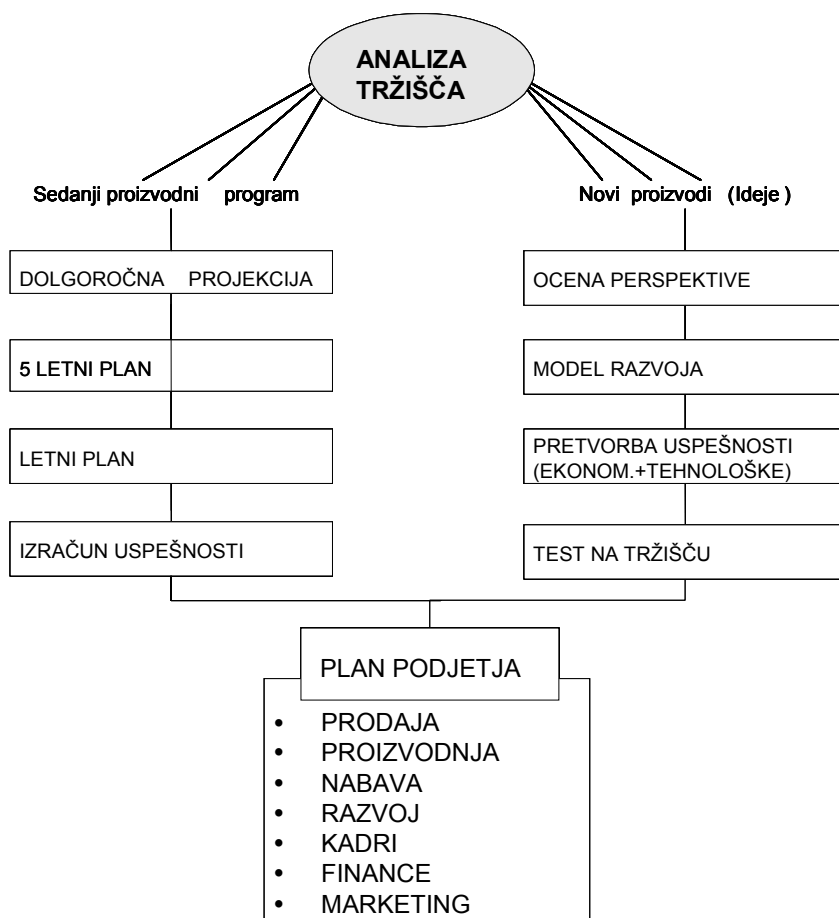 ANALIZA
TRŽIŠČA
Sedanji proizvodni program
DOLGOROČNA PROJEKCIJA
5 LETNI PLAN
LETNI PLAN
IZRAČUN USPEŠNOSTI
Novi proizvodi (Ideje )
OCENA PERSPEKTIVE
MODEL RAZVOJA
PRETVORBA USPEŠNOSTI
(EKONOM.+TEHNOLOŠKE)
TEST NA TRŽIŠČU
PLAN PODJETJA
• PRODAJA
• PROIZVODNJA
• NABAVA
• RAZVOJ
• KADRI
• FINANCE
• MARKETING